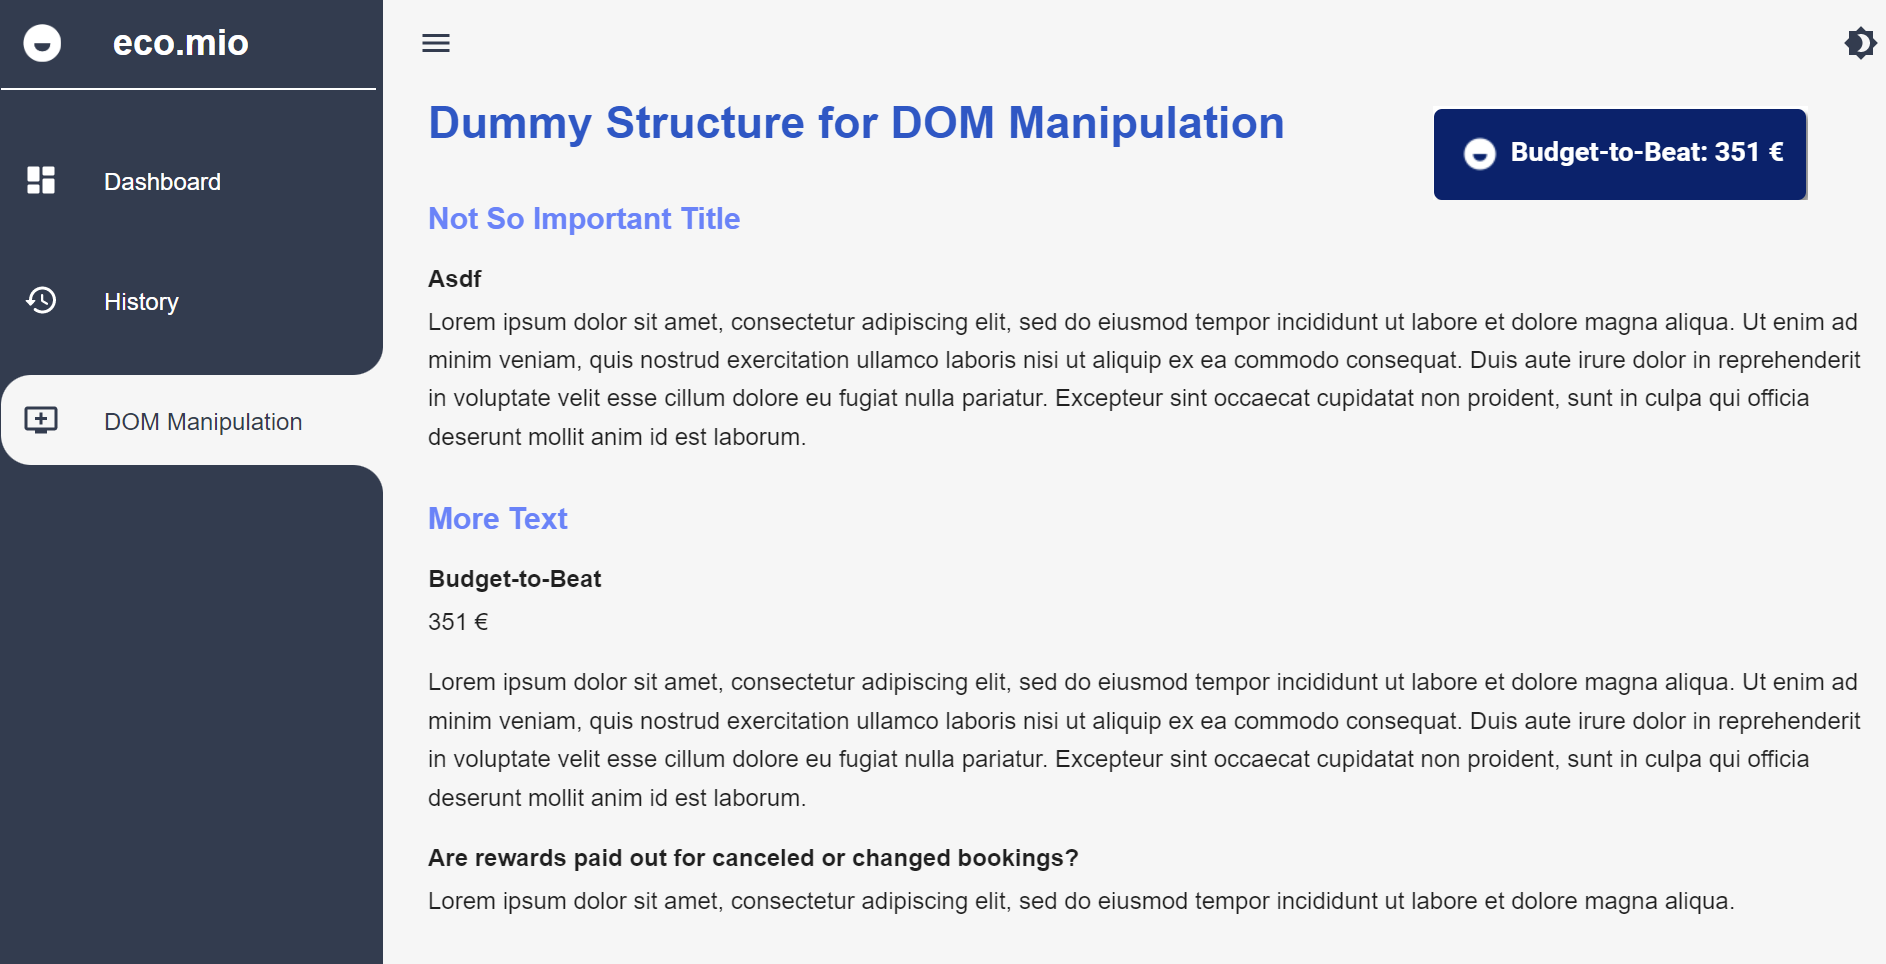 eco.mio
Dashboard
History
DOM Manipulation
Dummy Structure for DOM Manipulation
Budget-to-Beat: 351 €
Not So Important Title
Asdf
Lorem ipsum dolor sit amet, consectetur adipiscing elit, sed do eiusmod tempor incididunt ut labore et dolore magna aliqua. Ut enim ad
minim veniam, quis nostrud exercitation ullamco laboris nisi ut aliquip ex ea commodo consequat. Duis aute irure dolor in reprehenderit
in voluptate velit esse cillum dolore eu fugiat nulla pariatur. Excepteur sint occaecat cupidatat non proident, sunt in culpa qui officia
deserunt mollit anim id est laborum.
More Text
Budget-to-Beat
351 €
Lorem ipsum dolor sit amet, consectetur adipiscing elit, sed do eiusmod tempor incididunt ut labore et dolore magna aliqua. Ut enim ad
minim veniam, quis nostrud exercitation ullamco laboris nisi ut aliquip ex ea commodo consequat. Duis aute irure dolor in reprehenderit
in voluptate velit esse cillum dolore eu fugiat nulla pariatur. Excepteur sint occaecat cupidatat non proident, sunt in culpa qui officia
deserunt mollit anim id est laborum.
Are rewards paid out for canceled or changed bookings?
Lorem ipsum dolor sit amet, consectetur adipiscing elit, sed do eiusmod tempor incididunt ut labore et dolore magna aliqua.